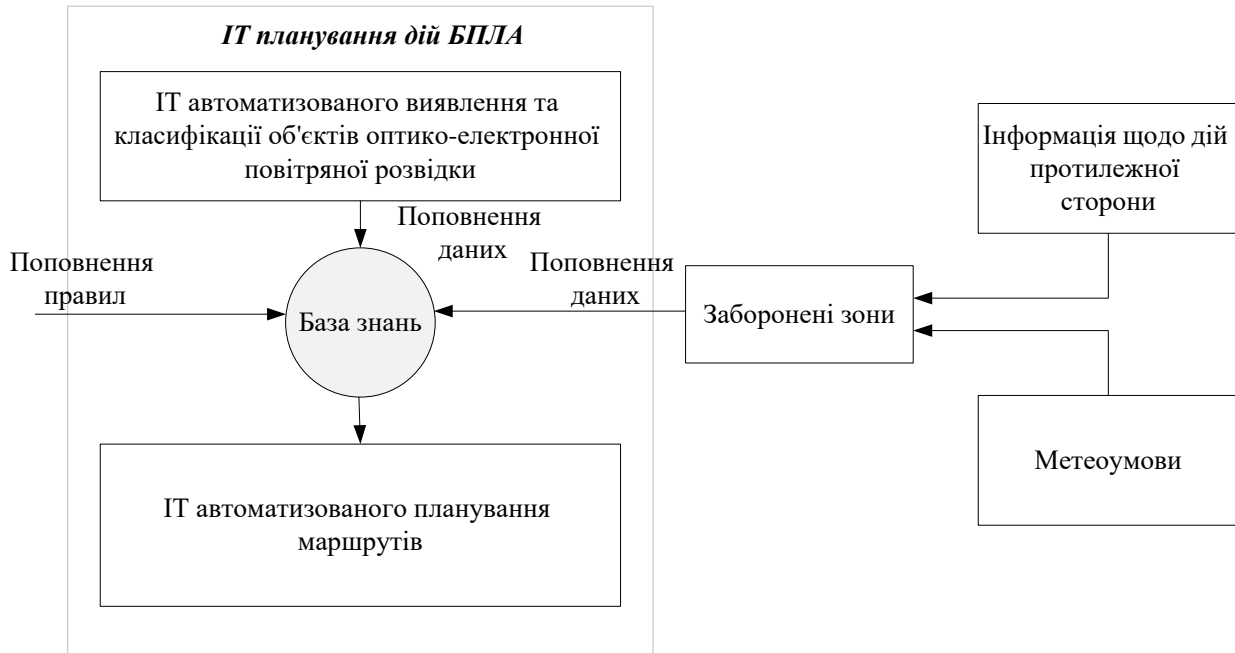 ІТ планування дій БПЛА
ІТ автоматизованого виявлення та
класифікації об'єктів оптико-електронної
повітряної розвідки
Поповнення
даних
Поповнення
правил
База знань
Поповнення
даних
Заборонені зони
Інформація щодо дій
протилежної
сторони
Метеоумови
ІТ автоматизованого планування
маршрутів